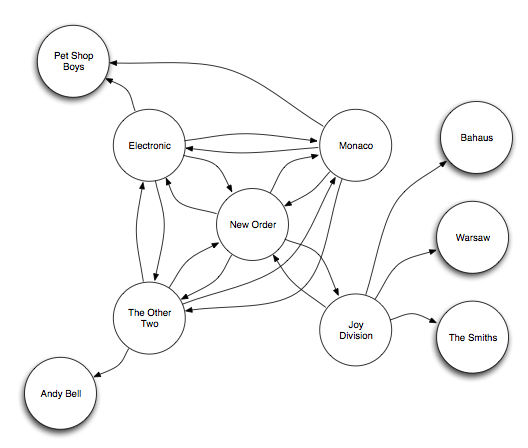 Pet Shop
Boys
Electronic
Monaco
Bahaus
New Order
Warsaw
The Other
Two
Joy
Division
The Smiths
Andy Bell